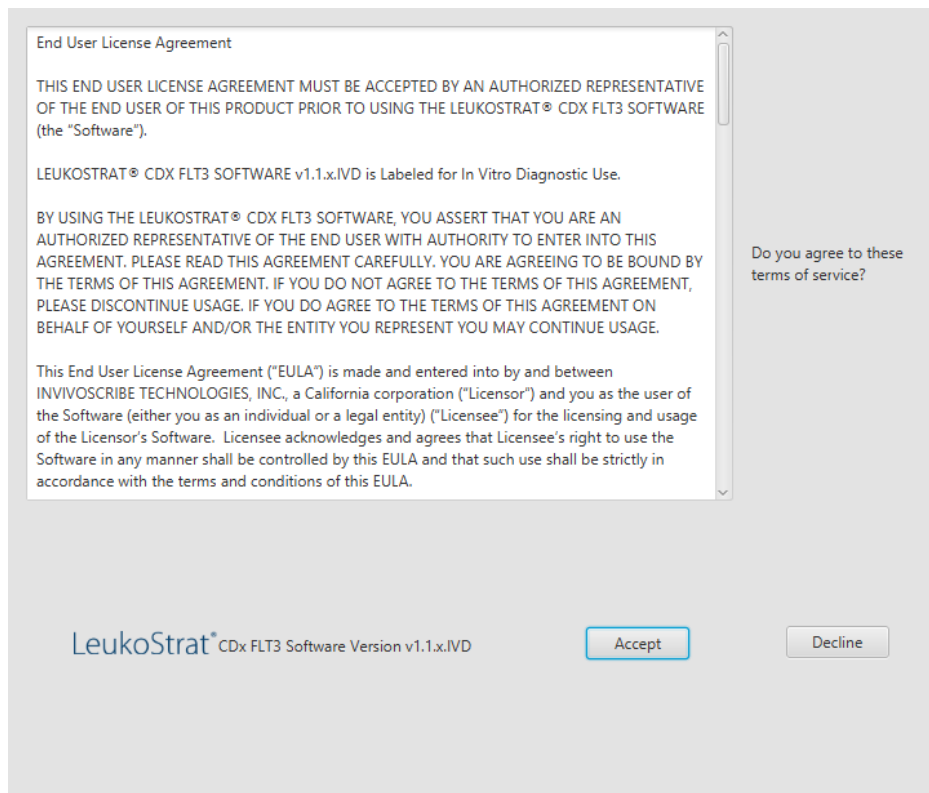 End User License Agreement
THIS END USER LICENSE AGREEMENT MUST BE ACCEPTED BY AN AUTHORIZED REPRESENTATIVE
OF THE END USER OF THIS PRODUCT PRIOR TO USING THE LEUKOSTRAT® CDX FLT3 SOFTWARE
(the “Software”).
LEUKOSTRAT® CDX FLT3 SOFTWARE v1.1.x.IVD is Labeled for In Vitro Diagnostic Use.
BY USING THE LEUKOSTRAT® CDX FLT3 SOFTWARE, YOU ASSERT THAT YOU ARE AN
AUTHORIZED REPRESENTATIVE OF THE END USER WITH AUTHORITY TO ENTER INTO THIS
AGREEMENT. PLEASE READ THIS AGREEMENT CAREFULLY. YOU ARE AGREEING TO BE BOUND BY
THE TERMS OF THIS AGREEMENT. IF YOU DO NOT AGREE TO THE TERMS OF THIS AGREEMENT,
PLEASE DISCONTINUE USAGE. IF YOU DO AGREE TO THE TERMS OF THIS AGREEMENT ON
BEHALF OF YOURSELF AND/OR THE ENTITY YOU REPRESENT YOU MAY CONTINUE USAGE.
This End User License Agreement (“EULA”) is made and entered into by and between
INVIVOSCRIBE TECHNOLOGIES, INC., a California corporation (“Licensor”) and you as the user of
the Software (either you as an individual or a legal entity) (“Licensee”) for the licensing and usage
of the Licensor's Software.  Licensee acknowledges and agrees that Licensee's right to use the
Software in any manner shall be controlled by this EULA and that such use shall be strictly in
accordance with the terms and conditions of this EULA.
Do you agree to these
terms of service?
LeukoStrat® CDx FLT3 Software Version v1.1.x.IVD
Accept
Decline